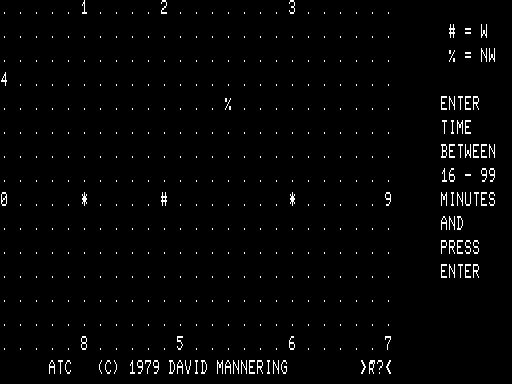 . . . . . 1 . . . . 2 . . . . . . . 3 . . . . . .
. . . . . . . . . . . . . . . . . . . . . . . . . # = W
. . . . . . . . . . . . . . . . . . . . . . . . . % = NW
4 . . . . . . . . . . . . . . . . . . . . . . . .
. . . . . . . . . . . . . . % . . . . . . . . . . ENTER
. . . . . . . . . . . . . . . . . . . . . . . . . TIME
. . . . . . . . . . . . . . . . . . . . . . . . . BETWEEN
. . . . . . . . . . . . . . . . . . . . . . . . . 16 - 99
0 . . . . * . . . . # . . . . . . . * . . . . . 9 MINUTES
. . . . . . . . . . . . . . . . . . . . . . . . . AND
. . . . . . . . . . . . . . . . . . . . . . . . . PRESS
. . . . . . . . . . . . . . . . . . . . . . . . . ENTER
. . . . . . . . . . . . . . . . . . . . . . . . .
. . . . . . . . . . . . . . . . . . . . . . . . .
. . . . . 8 . . . . . 5 . . . . . . 6 . . . . . 7
ATC (C) 1979 DAVID MANNERING >R?<